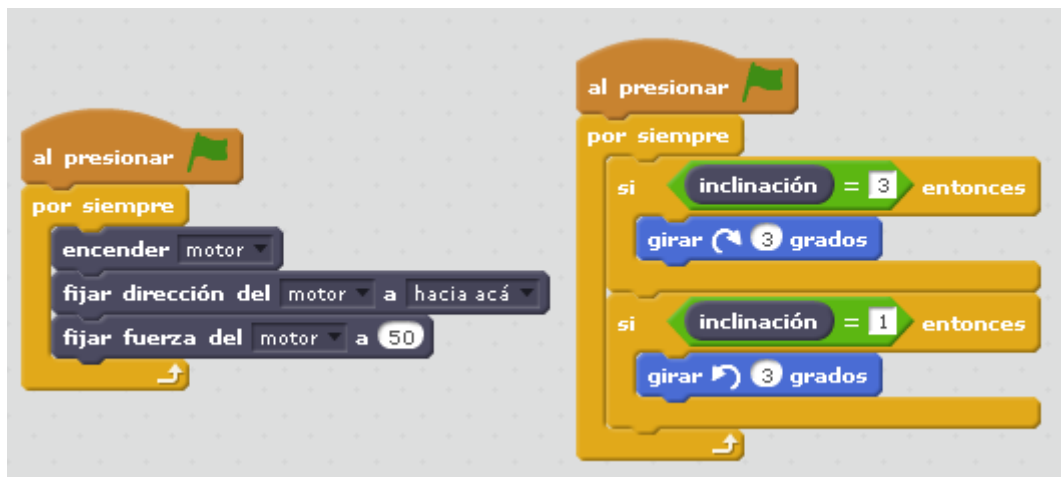 al presionar
por siempre
encender motor
fijar dirección del motor a hacia acá
fijar fuerza del motor a 50
al presionar
por siempre
si inclinación = 3 entonces
girar 3 grados
si inclinación = 1 entonces
girar 3 grados